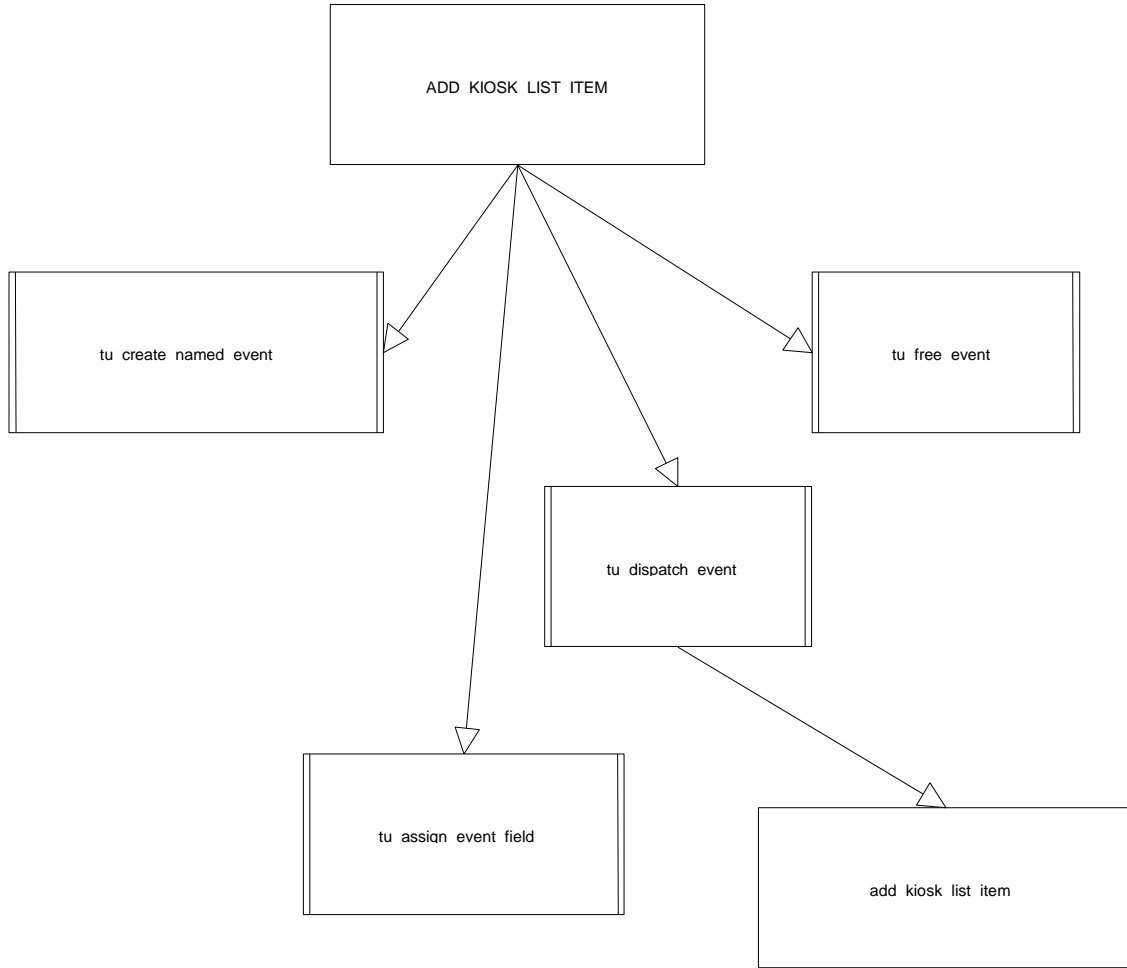 ADD KIOSK LIST ITEM
tu create named event
tu free event
tu dispatch event
tu assign event field
add kiosk list item